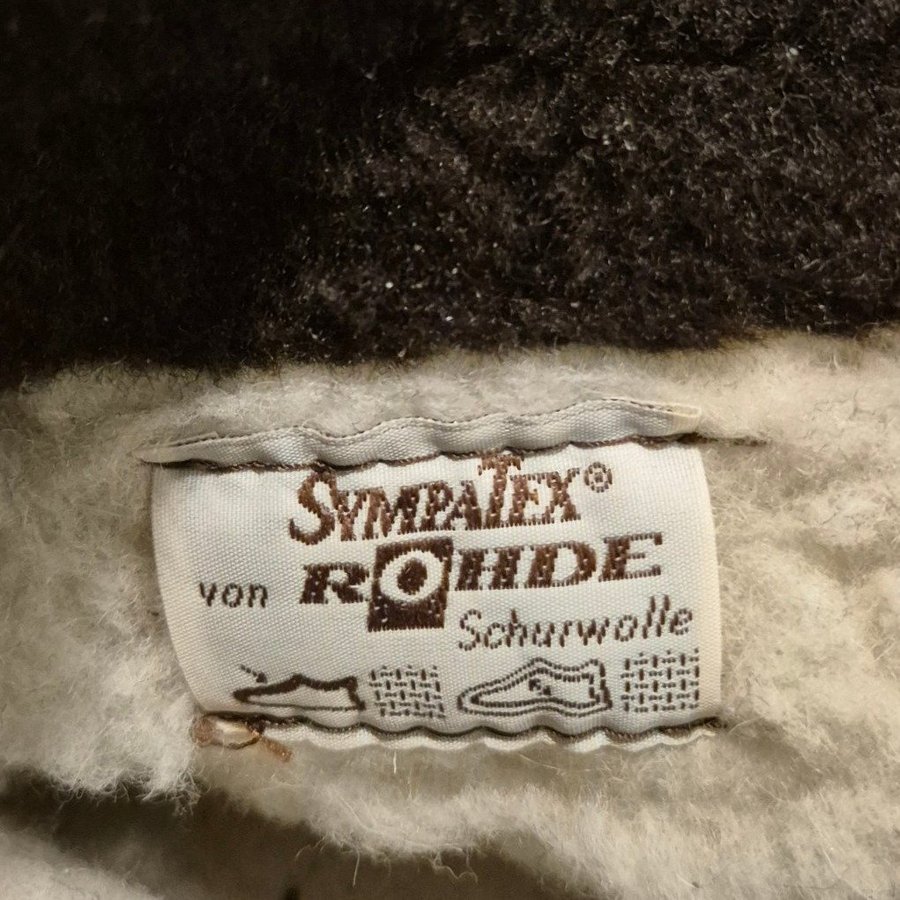 SYMPATEX®
von ROHDE
Schurwolle